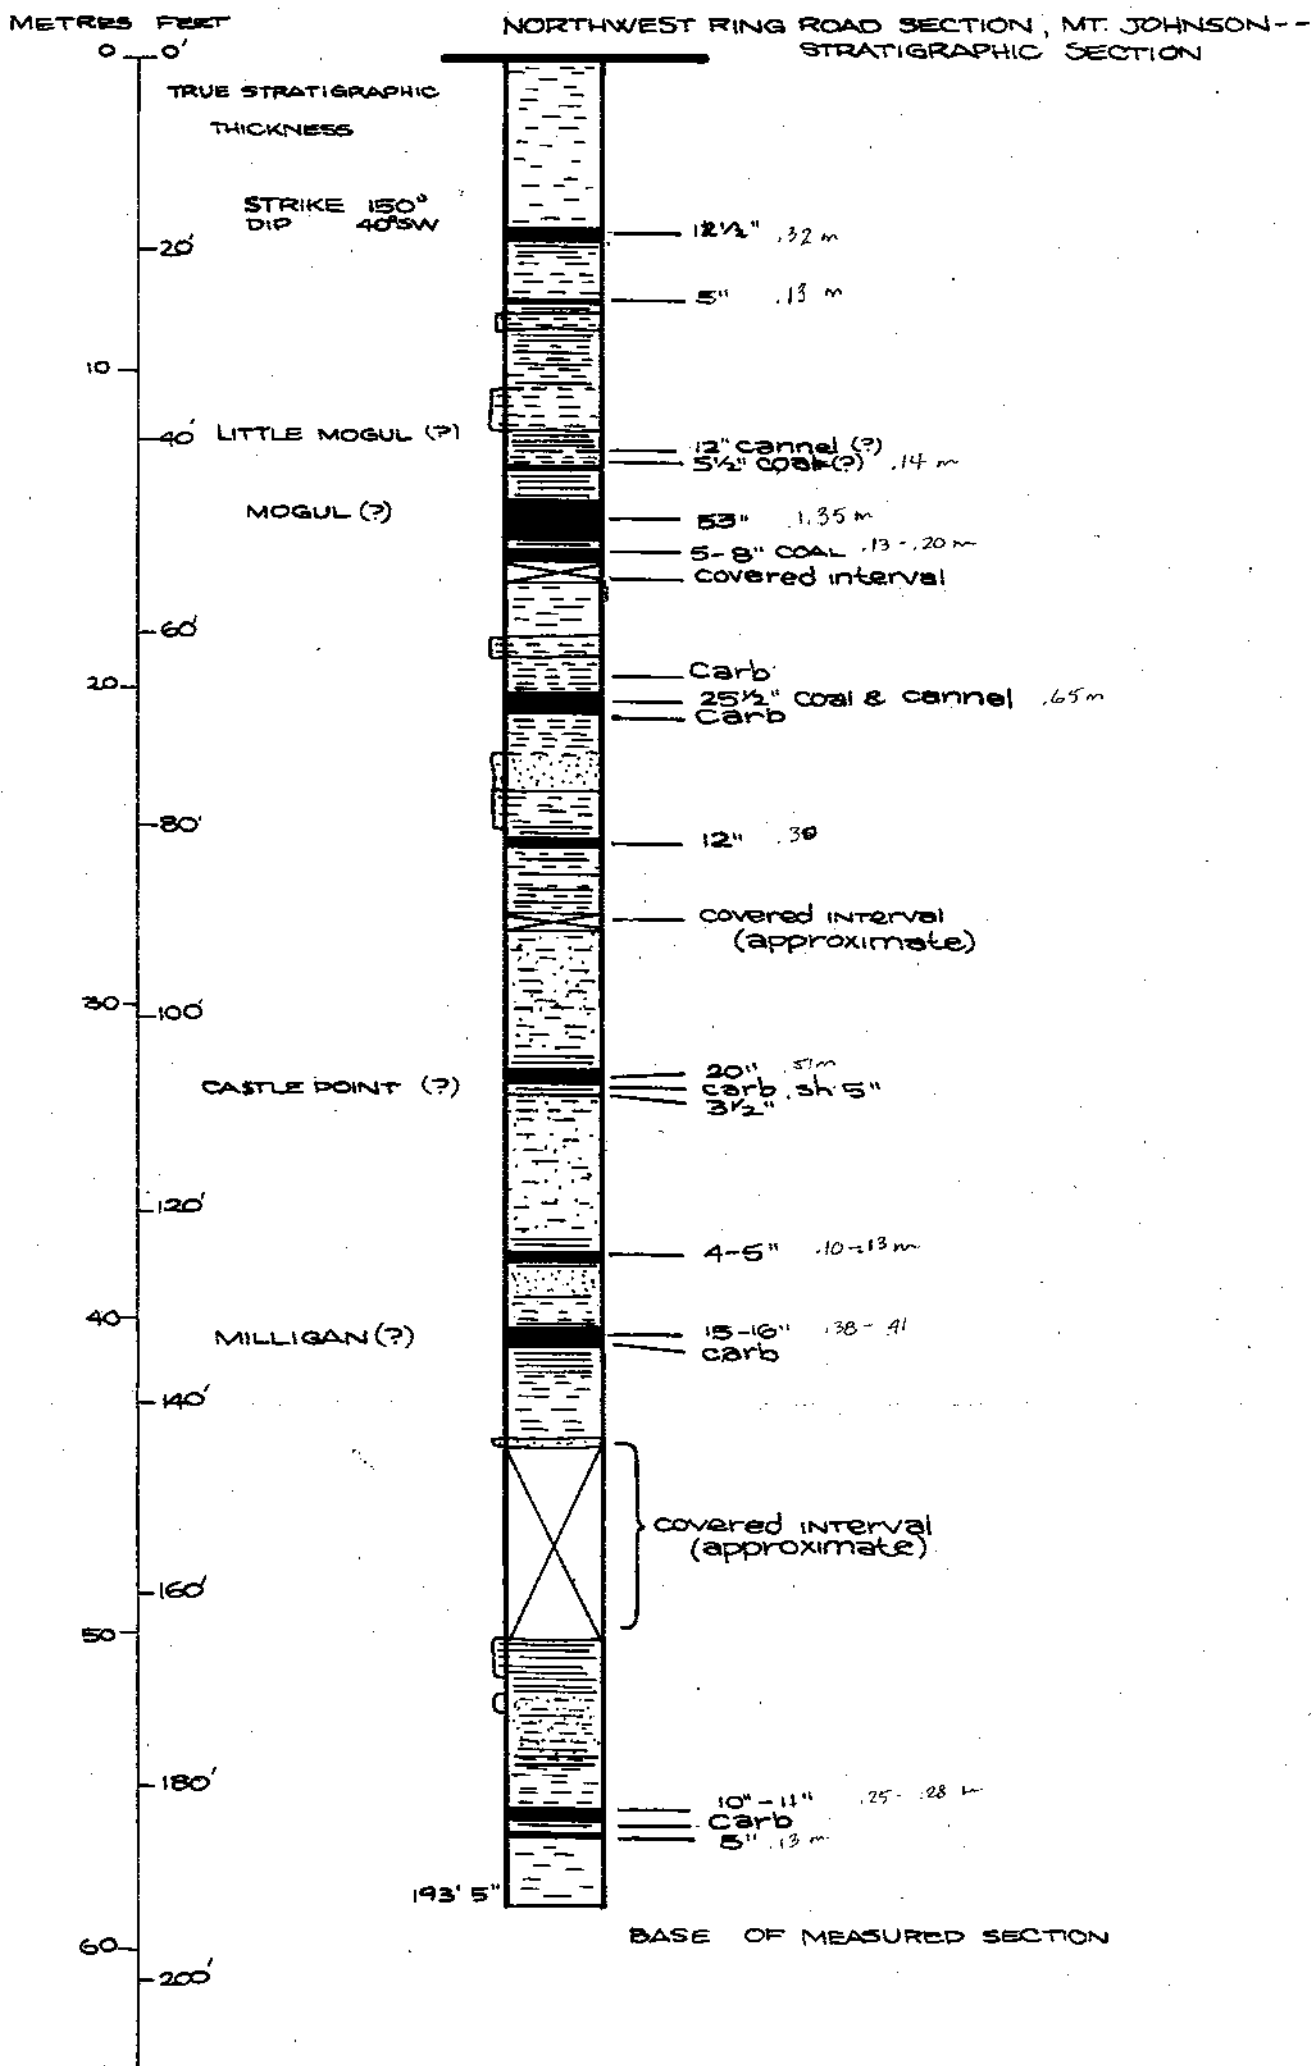 METRES FEET
NORTHWEST RING ROAD SECTION, MT. JOHNSON--
STRATIGRAPHIC SECTION
0 0'
TRUE STRATIGRAPHIC
THICKNESS
STRIKE 150°
DIP 40°SW
12½" .32 m
20'
5" .13 m
10
40' LITTLE MOGUL (?)
12" cannel (?)
5½" coal (?) .14 m
MOGUL (?)
53" 1.35 m
5-8" COAL .13-.20 m
covered interval
60'
Carb
20
25½" coal & cannel .65 m
Carb
80'
12" .30
covered interval
(approximate)
30
100'
20" .51 m
CASTLE POINT (?)
carb. sh 5"
3½"
120'
4-5" .10-.13 m
40
MILLIGAN (?)
15-16" .38-.41
carb
140'
covered interval
(approximate)
160'
50
180'
10"-11" .25-.28 m
Carb
5" .13 m
193' 5"
BASE OF MEASURED SECTION
60
200'